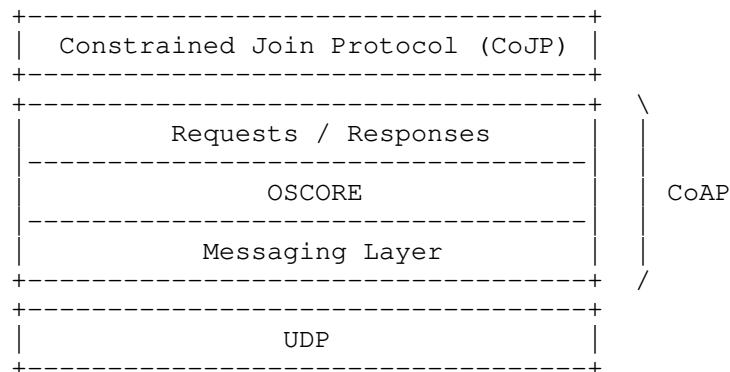 Constrained Join Protocol (CoJP)
Requests / Responses
OSCORE
CoAP
Messaging Layer
UDP